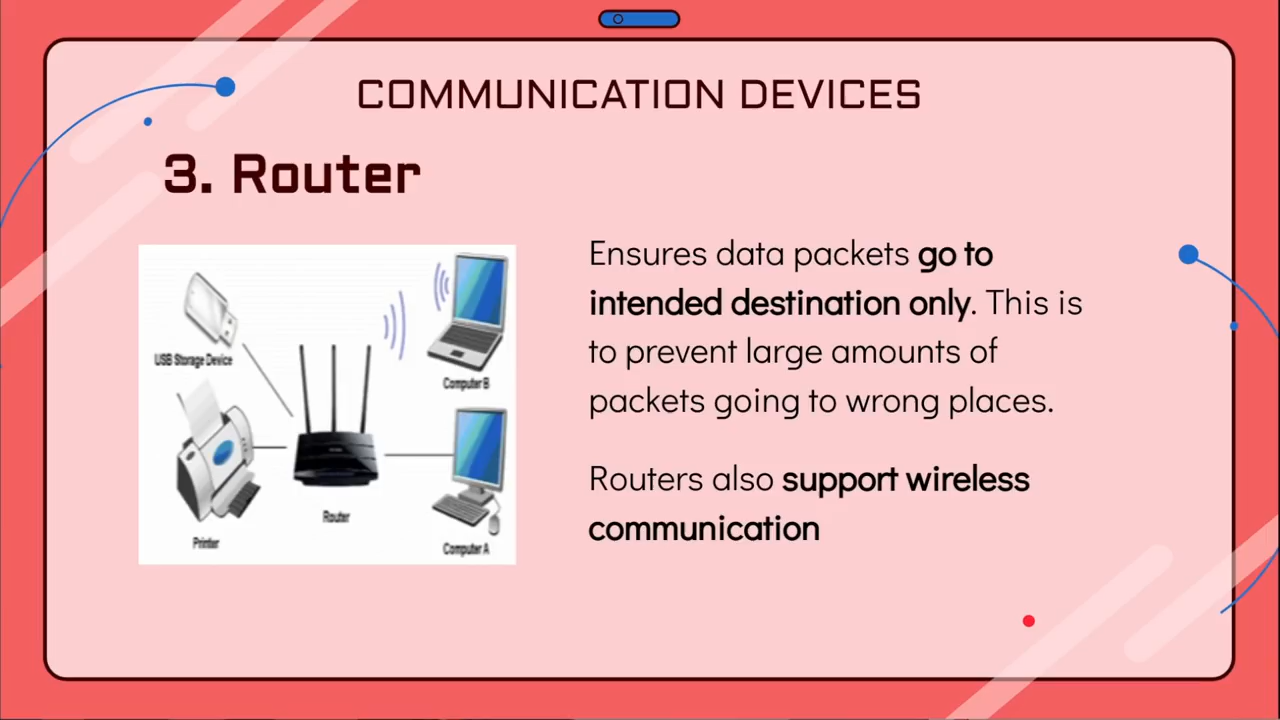 COMMUNICATION DEVICES
3. Router
USB Storage Device
Computer B
Printer
Router
Computer A
Ensures data packets go to
intended destination only. This is
to prevent large amounts of
packets going to wrong places.
Routers also support wireless
communication